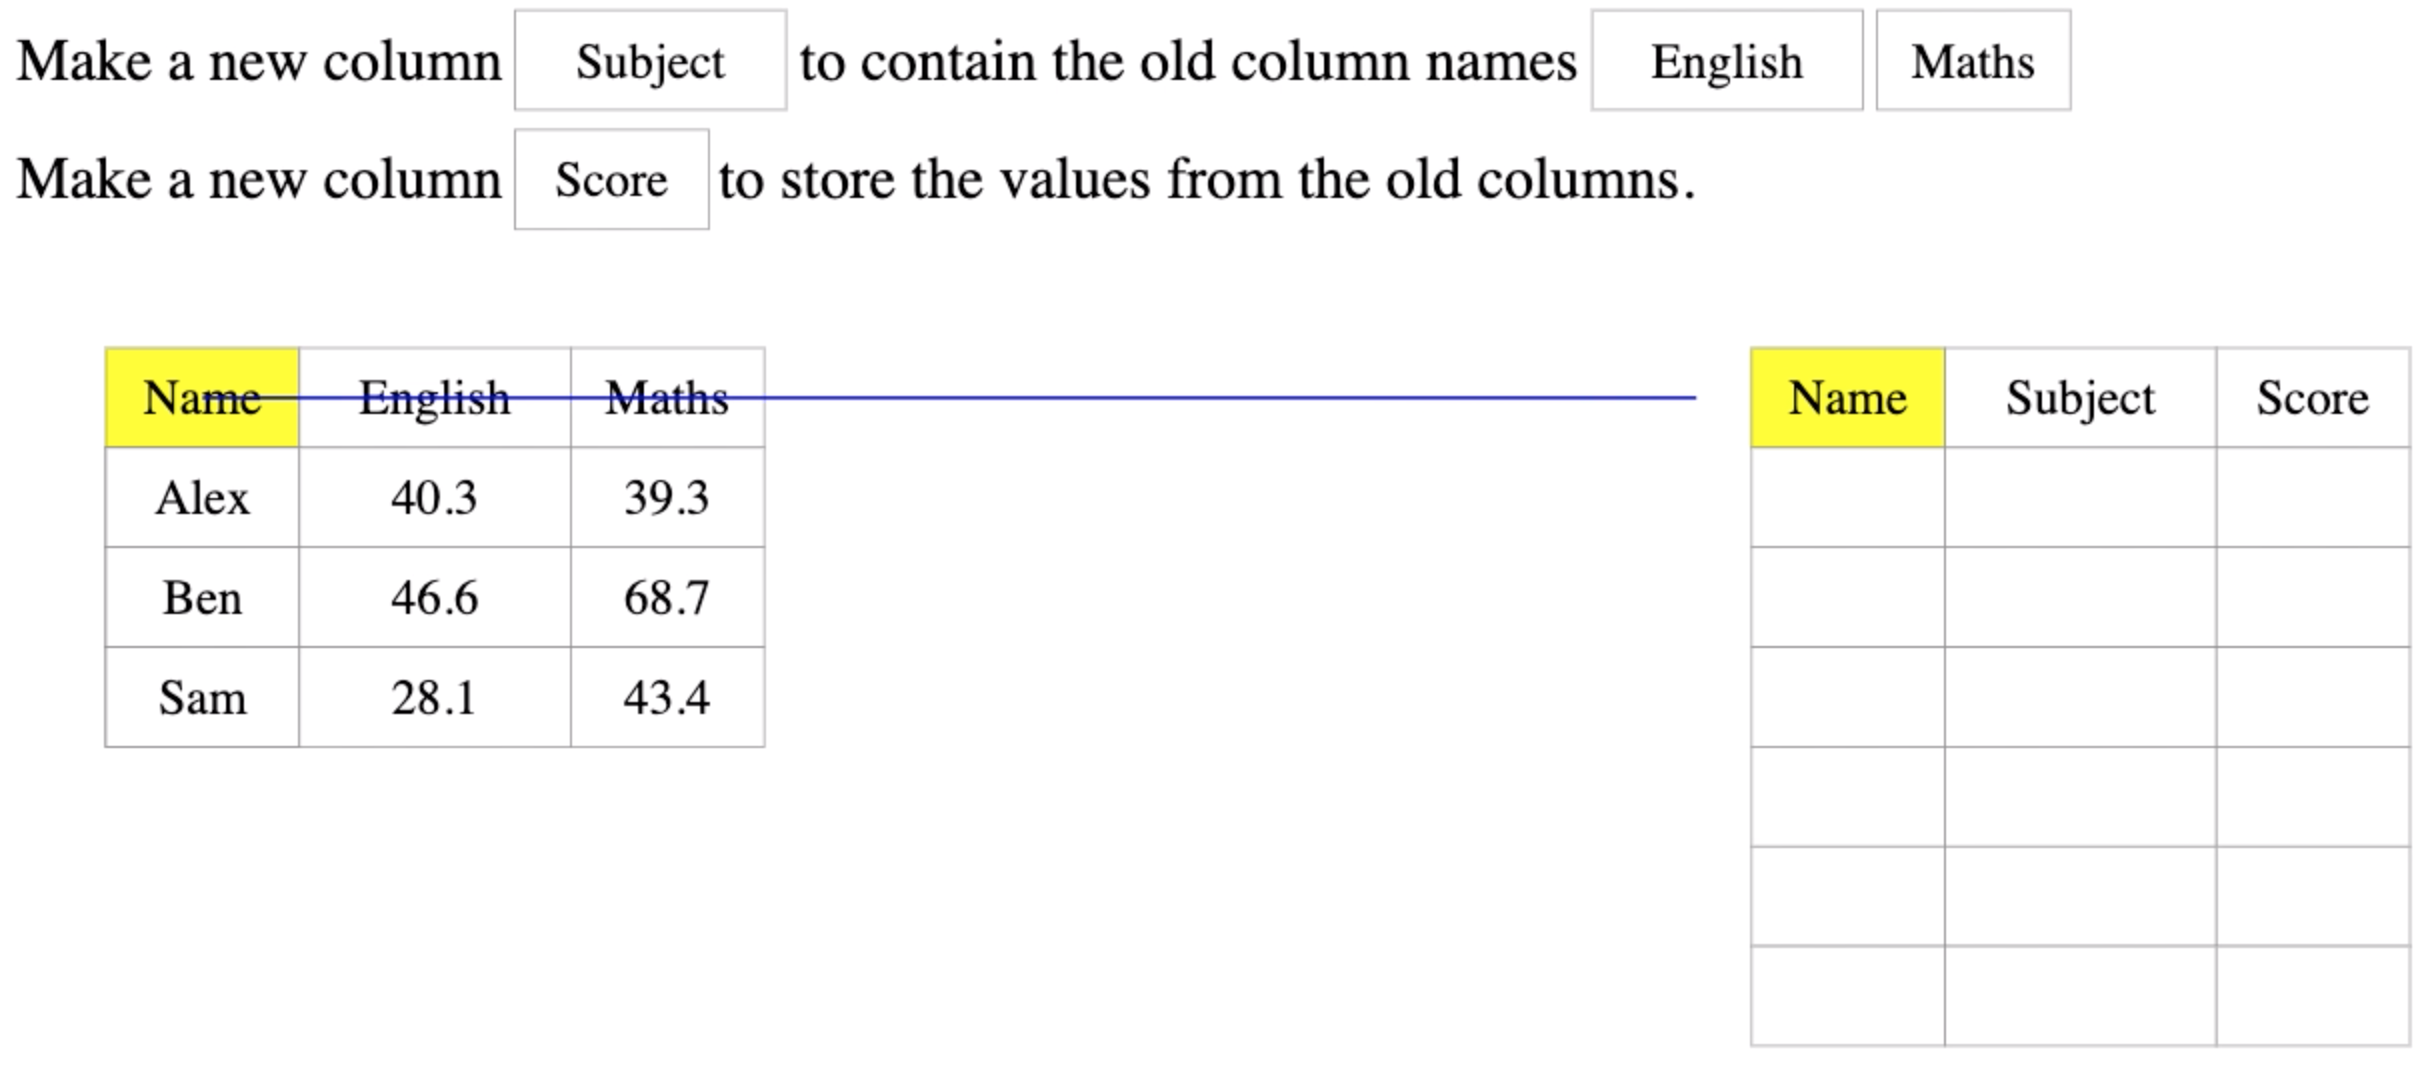 Make a new column Subject to contain the old column names English Maths
Make a new column Score to store the values from the old columns.
Name English Maths Name Subject Score
Alex 40.3 39.3
Ben 46.6 68.7
Sam 28.1 43.4